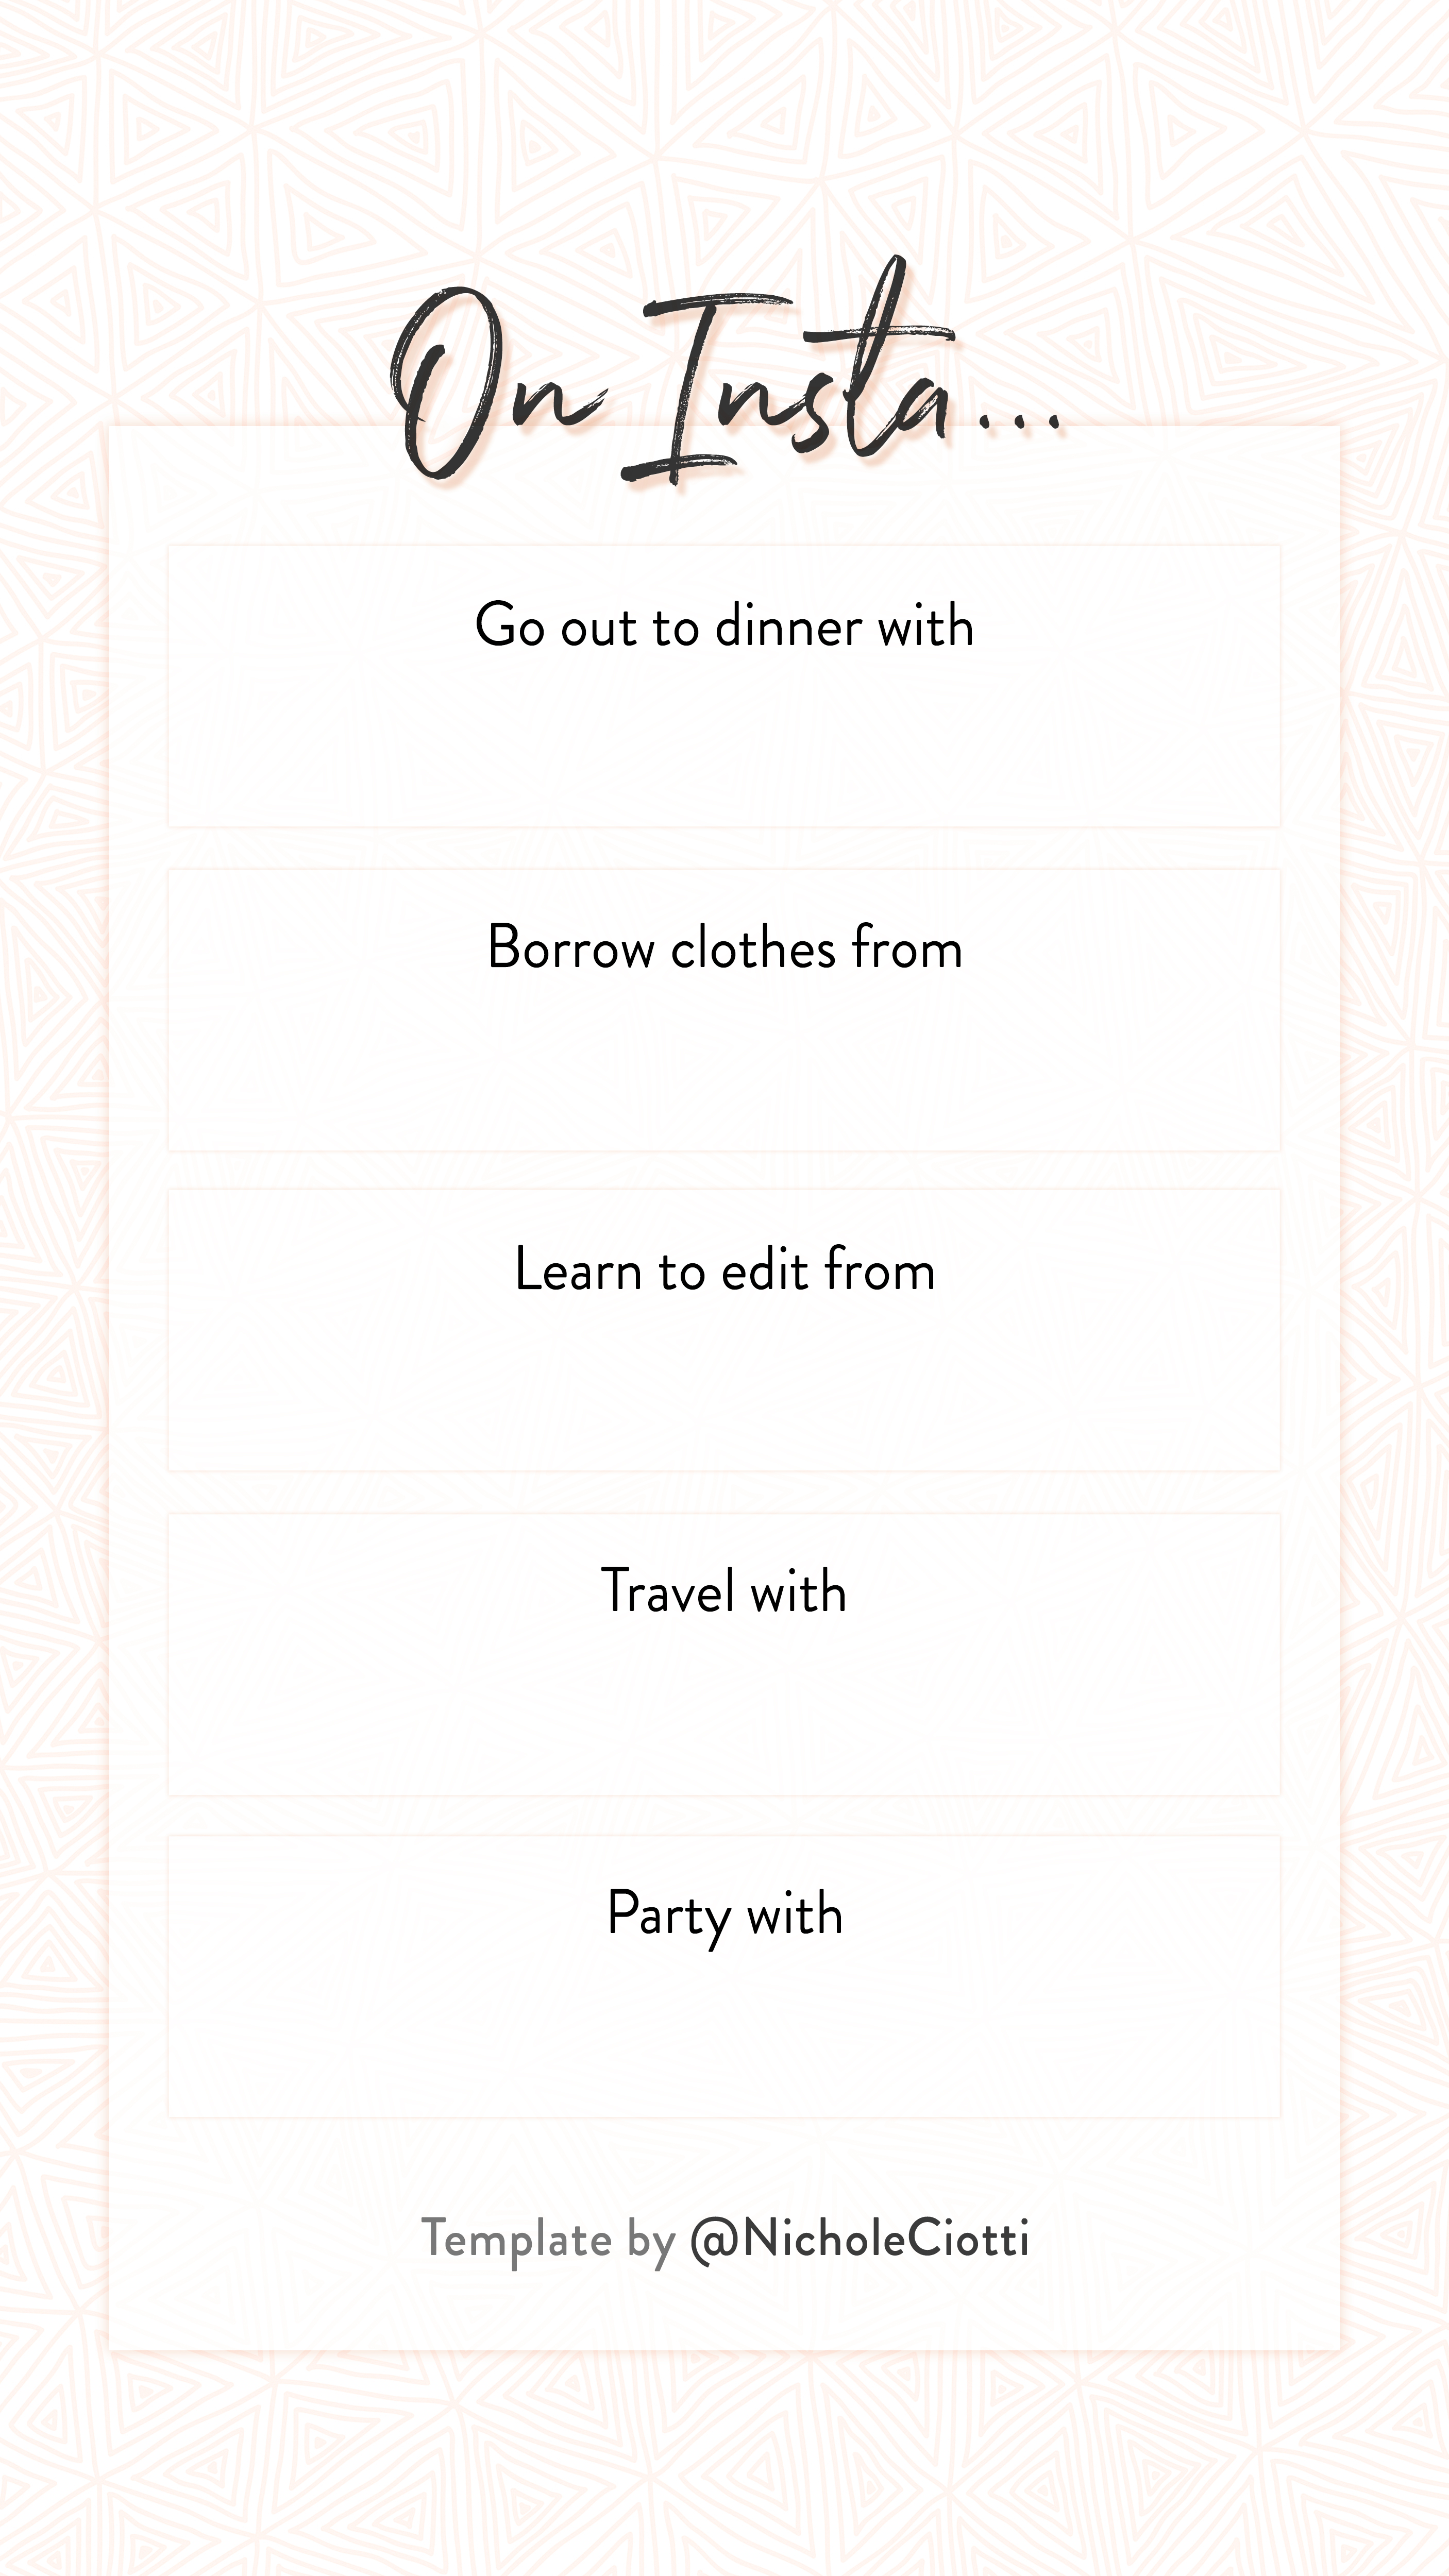 On Insta...
Go out to dinner with
Borrow clothes from
Learn to edit from
Travel with
Party with
Template by @NicholeCiotti